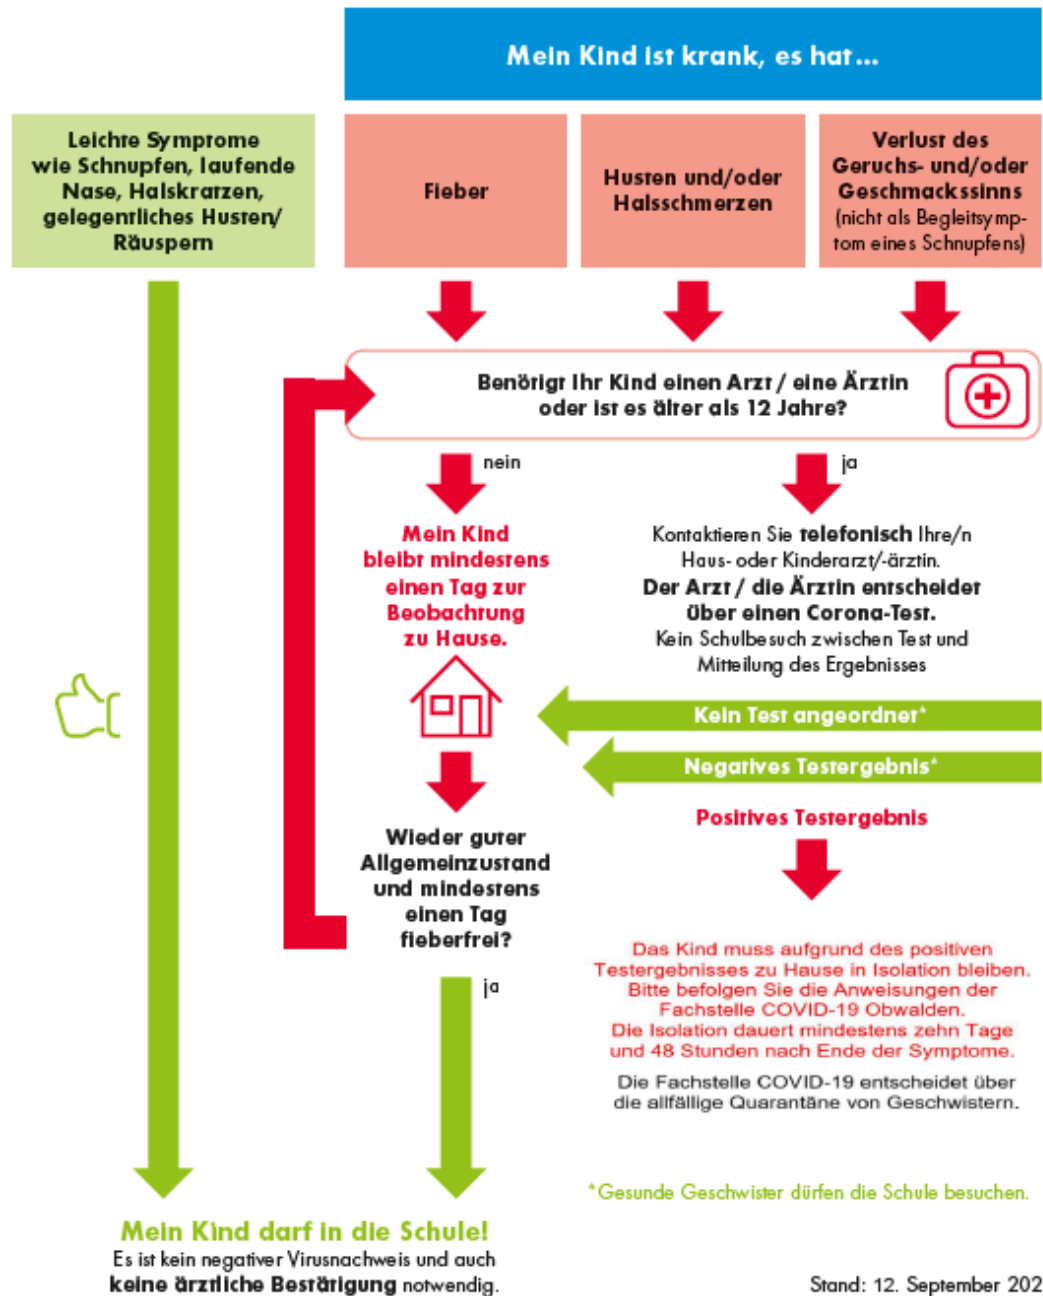 Mein Kind ist krank, es hat...
Leichte Symptome
wie Schnupfen, laufende
Nase, Halskratzen,
gelegentliches Husten/
Räuspern
Fieber
Husten und/oder
Halsschmerzen
Verlust des
Geruchs- und/oder
Geschmackssinns
(nicht als Begleitsymp-
tom eines Schnupfens)
Benötigt Ihr Kind einen Arzt / eine Ärztin
oder ist es älter als 12 Jahre?
nein
ja
Mein Kind
bleibt mindestens
einen Tag zur
Beobachtung
zu Hause.
Kontaktieren Sie telefonisch Ihre/n
Haus- oder Kinderarzt/-ärztin.
Der Arzt / die Ärztin entscheidet
über einen Corona-Test.
Kein Schulbesuch zwischen Test und
Mitteilung des Ergebnisses
Kein Test angeordnet*
Negatives Testergebnis*
Positives Testergebnis
Wieder guter
Allgemeinzustand
und mindestens
einen Tag
fieberfrei?
ja
Das Kind muss aufgrund des positiven
Testergebnisses zu Hause in Isolation bleiben.
Bitte befolgen Sie die Anweisungen der
Fachstelle COVID-19 Obwalden.
Die Isolation dauert mindestens zehn Tage
und 48 Stunden nach Ende der Symptome.
Die Fachstelle COVID-19 entscheidet über
die allfällige Quarantäne von Geschwistern.
*Gesunde Geschwister dürfen die Schule besuchen.
Mein Kind darf in die Schule!
Es ist kein negativer Virusnachweis und auch
keine ärztliche Bestätigung notwendig.
Stand: 12. September 202